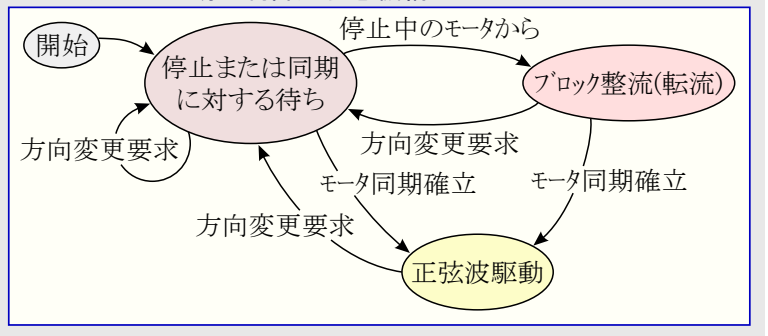 開始
停止中のモータから
停止または同期
に対する待ち
ブロック整流(転流)
方向変更要求
方向変更要求
モータ同期確立
モータ同期確立
方向変更要求
正弦波駆動